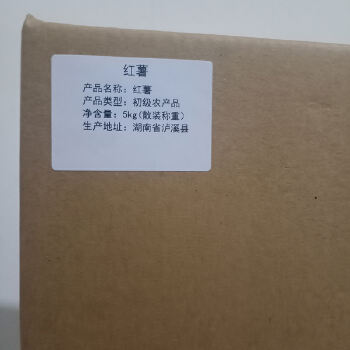 红薯
产品名称：红薯
产品类型：初级农产品
净含量：5kg(散装称重)
生产地址：湖南省泸溪县